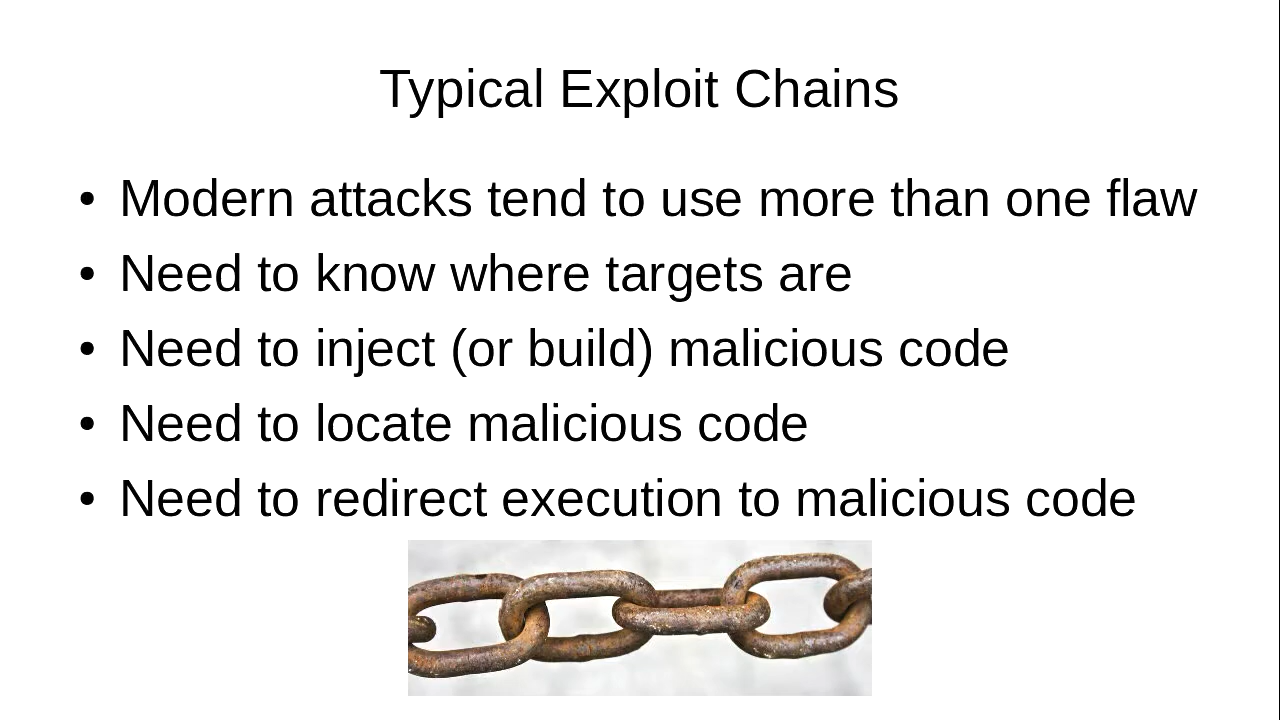 Typical Exploit Chains
• Modern attacks tend to use more than one flaw
• Need to know where targets are
• Need to inject (or build) malicious code
• Need to locate malicious code
• Need to redirect execution to malicious code